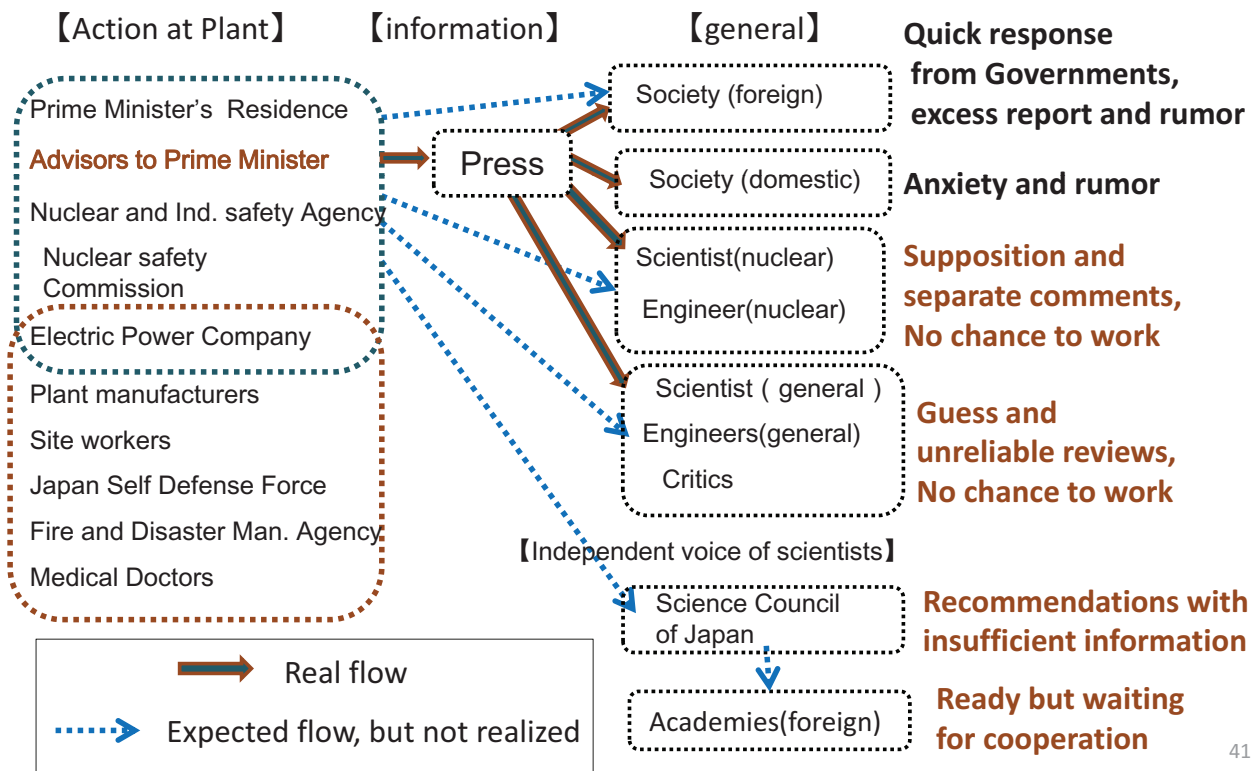 【Action at Plant】
【information】
【general】
Prime Minister's Residence
Advisors to Prime Minister
Nuclear and Ind. safety Agency
Nuclear safety
Commission
Electric Power Company
Plant manufacturers
Site workers
Japan Self Defense Force
Fire and Disaster Man. Agency
Medical Doctors
Press
Society (foreign)
Society (domestic)
Scientist(nuclear)
Engineer(nuclear)
Scientist ( general )
Engineers(general)
Critics
【Independent voice of scientists】
Science Council
of Japan
Academies(foreign)
Quick response
from Governments,
excess report and rumor
Anxiety and rumor
Supposition and
separate comments,
No chance to work
Guess and
unreliable reviews,
No chance to work
Recommendations with
insufficient information
Ready but waiting
for cooperation
Real flow
Expected flow, but not realized
41